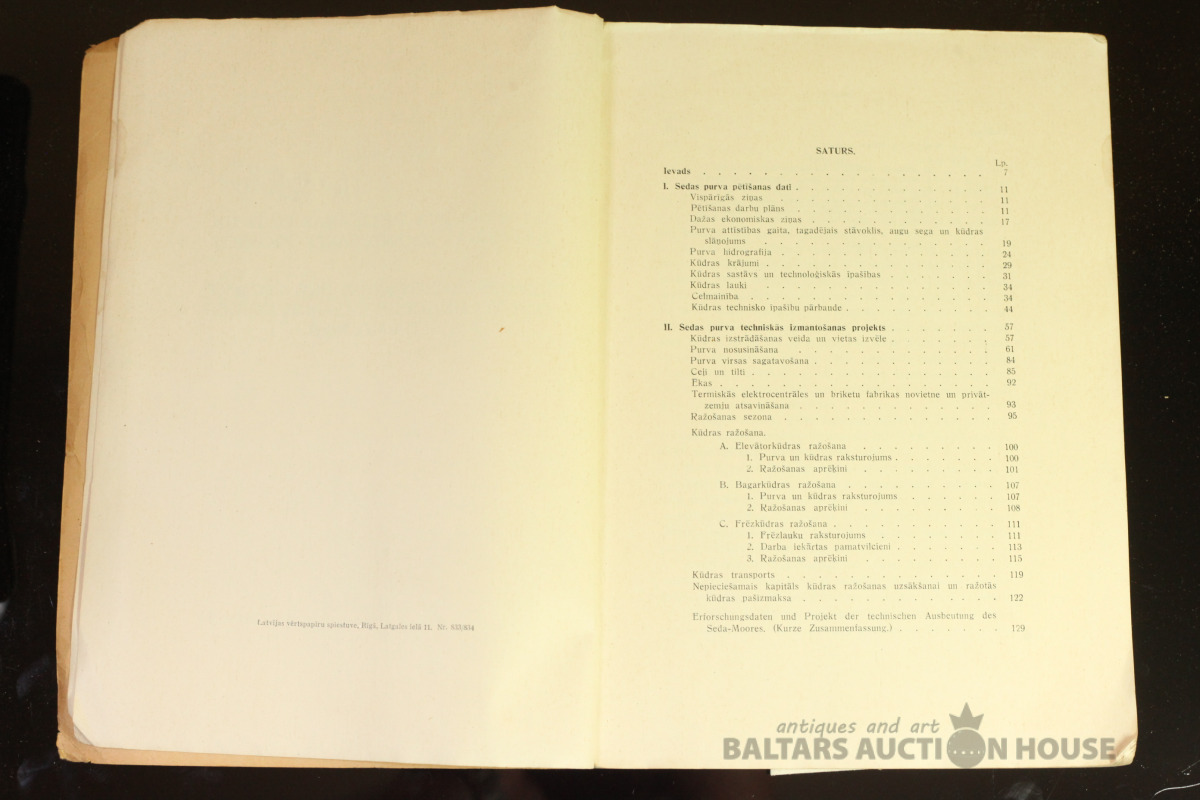 Latvijas vērtspapīru spiestuve, Rīgā, Latgales ielā 11. Nr. 833/834
SATURS.
Lp.
Ievads . . . . . . . . . . . . . . . . . 7
I. Sedas purva pētīšanas dati . . . . . . . . . . . 11
Vispārīgās ziņas . . . . . . . . . . . . 11
Pētīšanas darbu plāns . . . . . . . . . . . 11
Dažas ekonomiskas ziņas . . . . . . . . . . 17
Purva attīstības gaita, tagadējais stāvoklis, augu sega un kūdras
slāņojums . . . . . . . . . . . . . 19
Purva hidrografija . . . . . . . . . . . . 24
Kūdras krājumi . . . . . . . . . . . . . 29
Kūdras sastāvs un technoloģiskās īpašības . . . . . . 31
Kūdras lauki . . . . . . . . . . . . . 34
Celmainība . . . . . . . . . . . . . . 34
Kūdras technisko īpašību pārbaude . . . . . . . . 44
II. Sedas purva techniskās izmantošanas projekts . . . . . . 57
Kūdras izstrādāšanas veida un vietas izvēle . . . . . . 57
Purva nosusināšana . . . . . . . . . . . 61
Purva virsas sagatavošana . . . . . . . . . . 84
Ceļi un tilti . . . . . . . . . . . . . . 85
Ēkas . . . . . . . . . . . . . . . . 92
Termiskās elektrocentrāles un briketu fabrikas novietne un privāt-
zemju atsavināšana . . . . . . . . . . . 93
Ražošanas sezona . . . . . . . . . . . . 95
Kūdras ražošana.
A. Elevātorkūdras ražošana . . . . . . . . 100
1. Purva un kūdras raksturojums . . . . . . 100
2. Ražošanas aprēķini . . . . . . . . 101
B. Bagarkūdras ražošana . . . . . . . . . 107
1. Purva un kūdras raksturojums . . . . . 107
2. Ražošanas aprēķini . . . . . . . . 108
C. Frēzkūdras ražošana . . . . . . . . . . 111
1. Frēzlauku raksturojums . . . . . . . 111
2. Darba iekārtas pamatvilcieni . . . . . . 113
3. Ražošanas aprēķini . . . . . . . . 115
Kūdras transports . . . . . . . . . . . . 119
Nepieciešamais kapitāls kūdras ražošanas uzsākšanai un ražotās
kūdras pašizmaksa . . . . . . . . . . . 122
Erforschungsdaten und Projekt der technischen Ausbeutung des
Seda-Moores. (Kurze Zusammenfassung.) . . . . . . 129
antiques and art
BALTARS AUCTION HOUSE